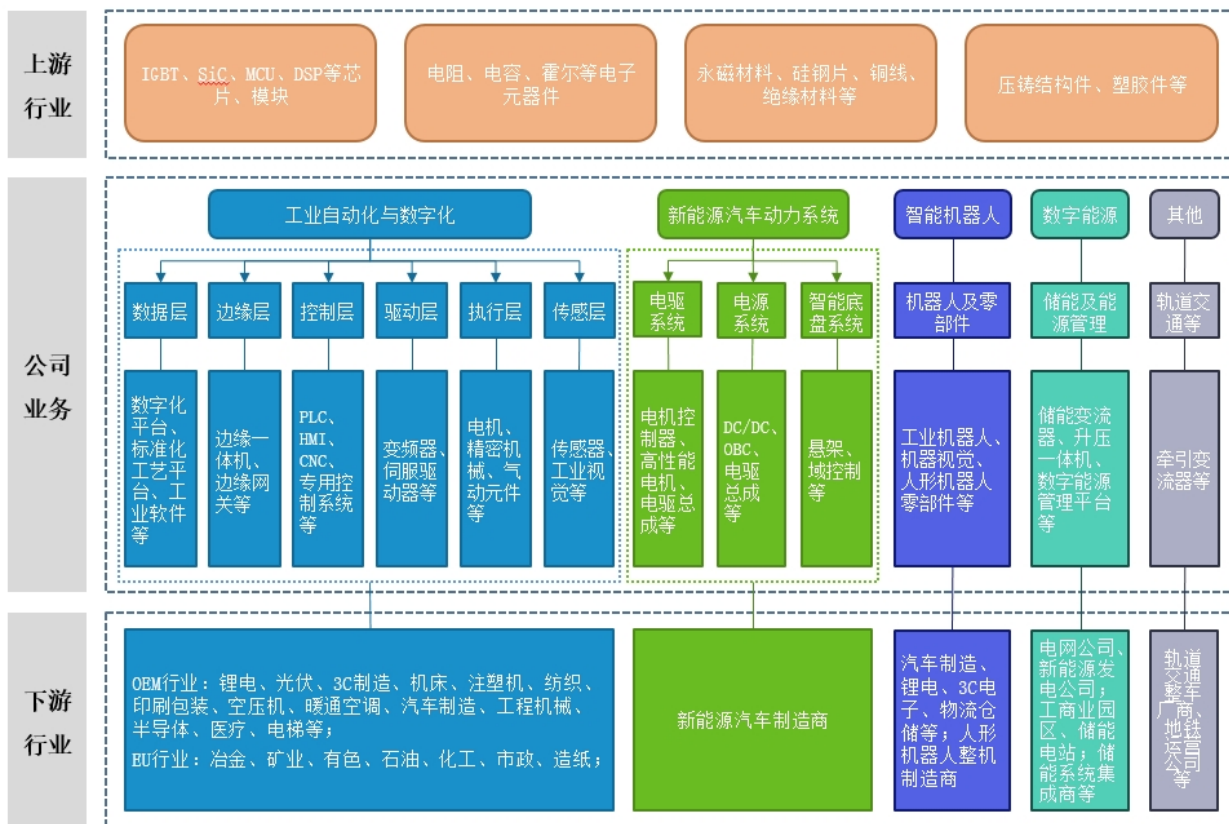 上游
行业
IGBT、SiC、MCU、DSP等芯
片、模块
电阻、电容、霍尔等电子
元器件
永磁材料、硅钢片、铜线、
绝缘材料等
压铸结构件、塑胶件等
公司
业务
工业自动化与数字化
数据层
边缘层
控制层
驱动层
执行层
传感层
数字化
平台、
标准化
工艺平
台、工
业软件
等
边缘一
体机、
边缘网
关等
PLC、
HMI、
CNC、
专用控
制系统
等
变频器、
伺服驱
动器等
电机、
精密机
械、气
动元件
等
传感器、
工业视
觉等
新能源汽车动力系统
电驱
系统
电源
系统
智能底
盘系统
电机控
制器、
高性能
电机、
电驱总
成等
DC/DC、
OBC、
电驱
总成
等
悬架、
域控制
等
智能机器人
机器人及零
部件
工业机器人、
机器视觉、
人形机器人
零部件等
数字能源
储能及能
源管理
储能变流
器、升压
一体机、
数字能源
管理平台
等
其他
轨道交
通等
牵引变
流器等
下游
行业
OEM行业：锂电、光伏、3C制造、机床、注塑机、纺织、
印刷包装、空压机、暖通空调、汽车制造、工程机械、
半导体、医疗、电梯等；
EU行业：冶金、矿业、有色、石油、化工、市政、造纸；
新能源汽车制造商
汽车制造、
锂电、3C电
子、物流仓
储等；人形
机器人整机
制造商
电网公司、
新能源发
电公司；
工商业园
区、储能
电站；储
能系统集
成商等
轨道
交通
整车
厂商、
地铁
运营
公司
等